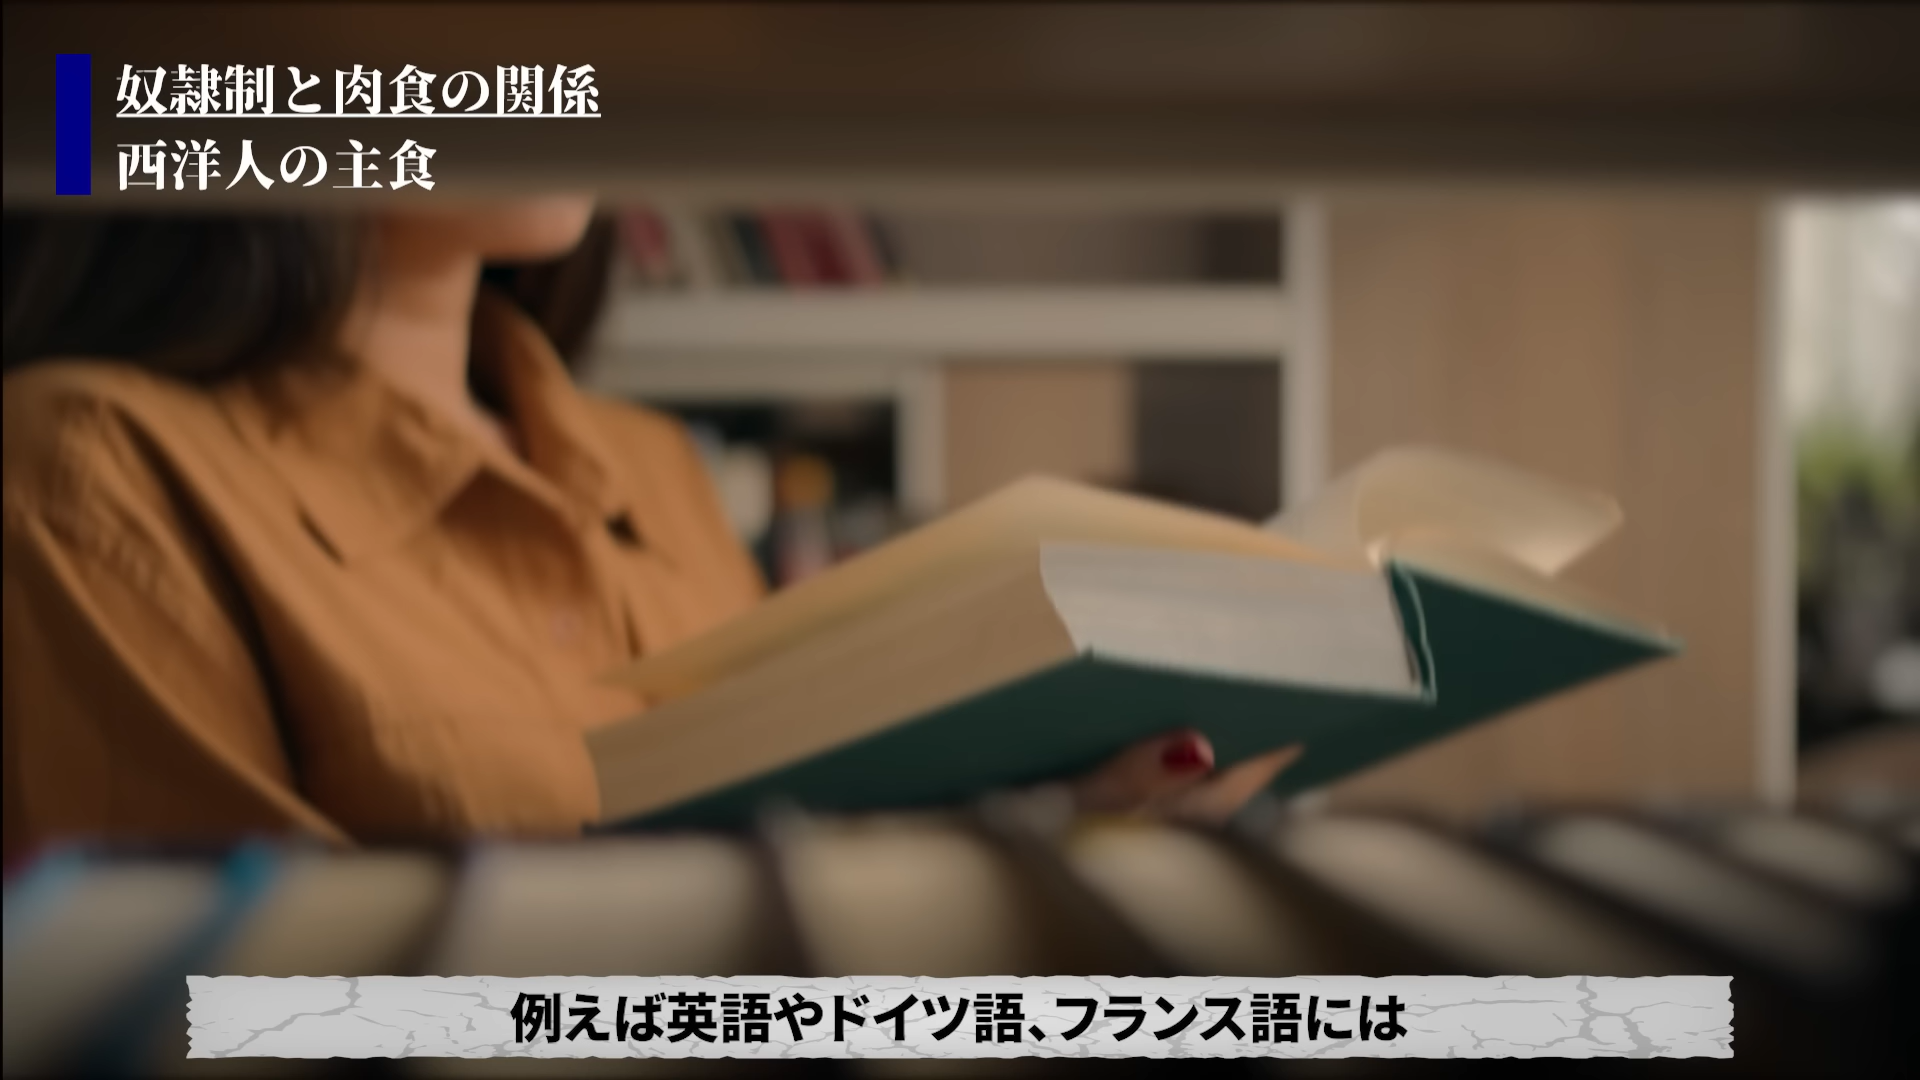 奴隷制と肉食の関係
西洋人の主食
例えば英語やドイツ語、フランス語には